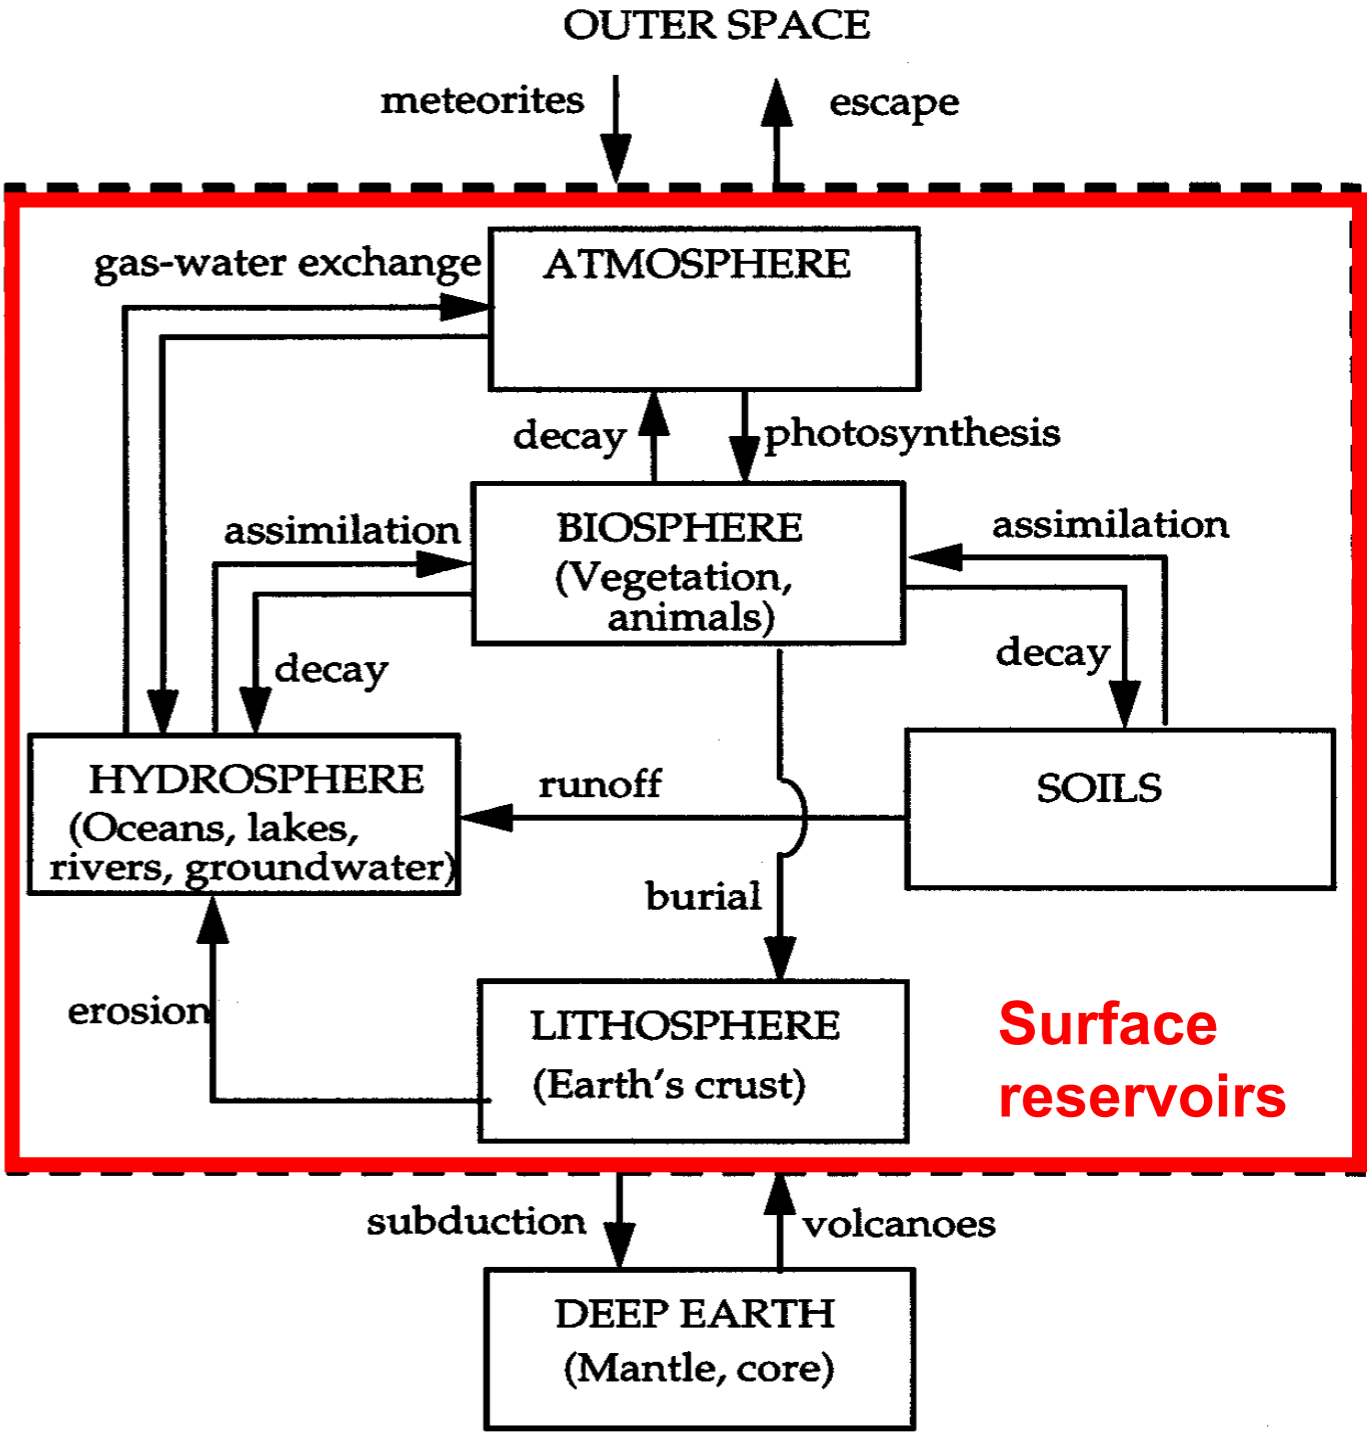 OUTER SPACE
meteorites
escape
gas-water exchange
ATMOSPHERE
decay
photosynthesis
assimilation
BIOSPHERE
(Vegetation,
animals)
assimilation
decay
decay
HYDROSPHERE
(Oceans, lakes,
rivers, groundwater)
runoff
SOILS
burial
erosion
LITHOSPHERE
(Earth's crust)
Surface
reservoirs
subduction
volcanoes
DEEP EARTH
(Mantle, core)